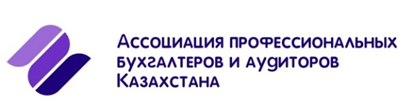 Ассоциация профессиональных
бухгалтеров и аудиторов
Казахстана